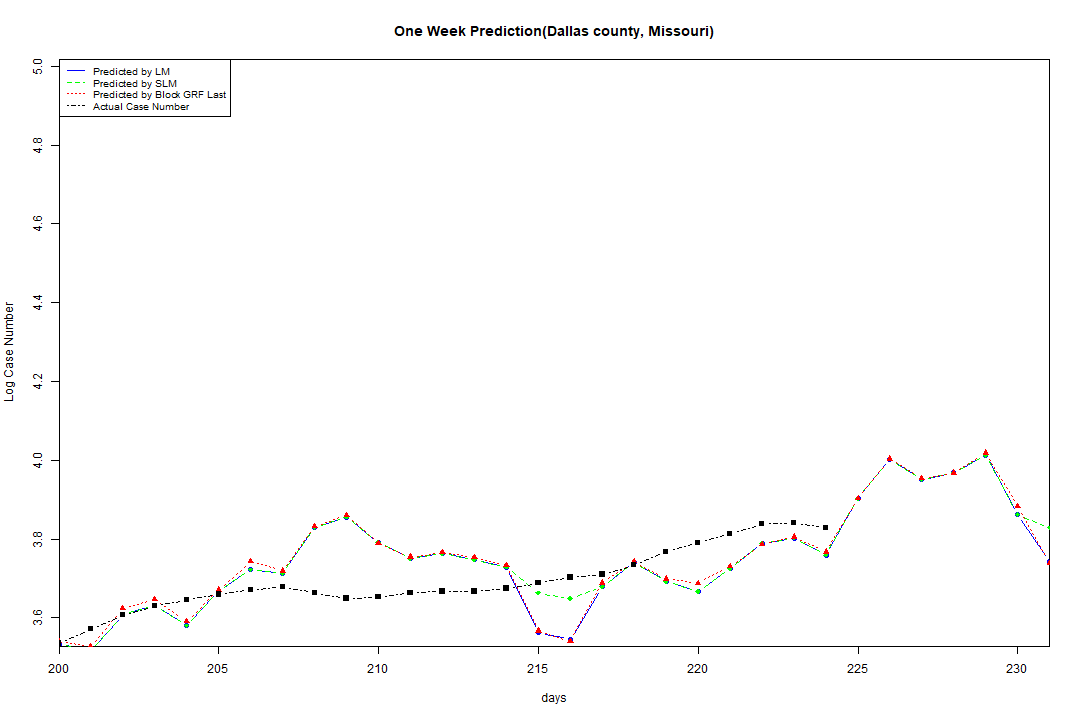 One Week Prediction(Dallas county, Missouri)
Predicted by LM
Predicted by SLM
Predicted by Block GRF Last
Actual Case Number
5.0
4.8
4.6
4.4
4.2
4.0
3.8
3.6
Log Case Number
200 205 210 215 220 225 230
days